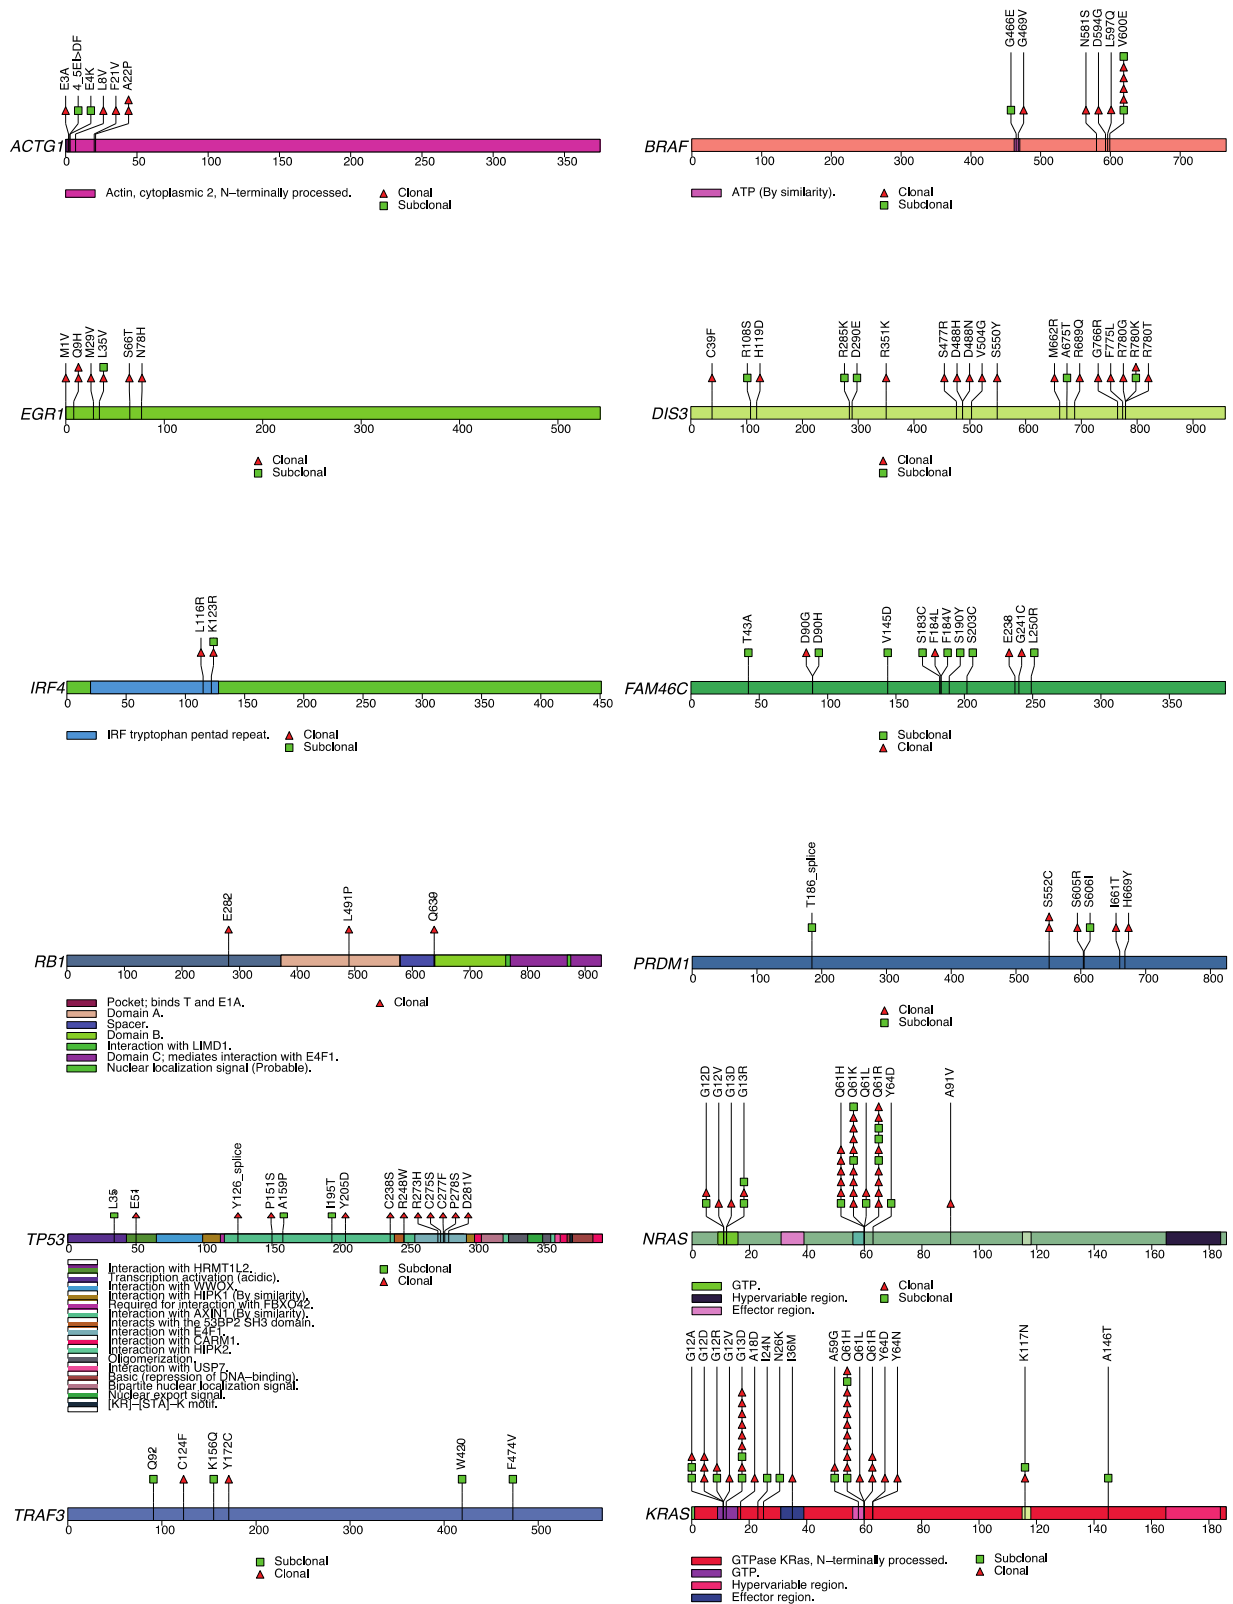 E3A
4_5EI>DF
E4K
L8V
F21V
A22P
ACTG1
0 50 100 150 200 250 300 350
Actin, cytoplasmic 2, N−terminally processed.
Clonal
Subclonal
G466E
G469V
N581S
D594G
L597Q
V600E
BRAF
0 100 200 300 400 500 600 700
ATP (By similarity).
Clonal
Subclonal
M1V
Q9H
M29V
L35V
S66T
N78H
EGR1
0 100 200 300 400 500
Clonal
Subclonal
C39F
R108S
H119D
R285K
D290E
R351K
S477R
D488H
D488N
V504G
S550Y
M662R
A675T
R689Q
G766R
F775L
R780G
R780K
R780T
DIS3
0 100 200 300 400 500 600 700 800 900
Clonal
Subclonal
L116R
K123R
IRF4
0 50 100 150 200 250 300 350 400 450
IRF tryptophan pentad repeat.
Clonal
Subclonal
T43A
D90G
D90H
V145D
S183C
F184L
F184V
S190Y
S203C
E238
G241C
L250R
FAM46C
0 50 100 150 200 250 300 350
Subclonal
Clonal
E282
L491P
Q639
RB1
0 100 200 300 400 500 600 700 800 900
Pocket; binds T and E1A.
Domain A.
Spacer.
Domain B.
Interaction with LIMD1.
Domain C; mediates interaction with E4F1.
Nuclear localization signal (Probable).
Clonal
T186_splice
S552C
S605R
S606I
I661T
H669Y
PRDM1
0 100 200 300 400 500 600 700 800
Clonal
Subclonal
L35
E51
Y126_splice
P151S
A159P
I195T
Y205D
C238S
R248W
R273H
C275S
C277F
P278S
D281V
TP53
0 50 100 150 200 250 300 350
Interaction with HRMT1L2.
Transcription activation (acidic).
Interaction with WWOX.
Interaction with HIPK1 (By similarity).
Required for interaction with FBXO42.
Interaction with AXIN1 (By similarity).
Interacts with the 53BP2 SH3 domain.
Interaction with E4F1.
Interaction with CARM1.
Interaction with HIPK2.
Oligomerization.
Interaction with USP7.
Basic (repression of DNA−binding).
Bipartite nuclear localization signal.
Nuclear export signal.
[KR]−[STA]−K motif.
Subclonal
Clonal
G12D
G12V
G13D
G13R
Q61H
Q61K
Q61L
Q61R
Y64D
A91V
NRAS
0 20 40 60 80 100 120 140 160 180
GTP.
Hypervariable region.
Effector region.
Clonal
Subclonal
Q92
C124F
K156Q
Y172C
W420
F474V
TRAF3
0 100 200 300 400 500
Subclonal
Clonal
G12A
G12D
G12R
G12V
G13D
A18D
I24N
N26K
I36M
A59G
Q61H
Q61L
Q61R
Y64D
Y64N
K117N
A146T
KRAS
0 20 40 60 80 100 120 140 160 180
GTPase KRas, N−terminally processed.
GTP.
Hypervariable region.
Effector region.
Subclonal
Clonal